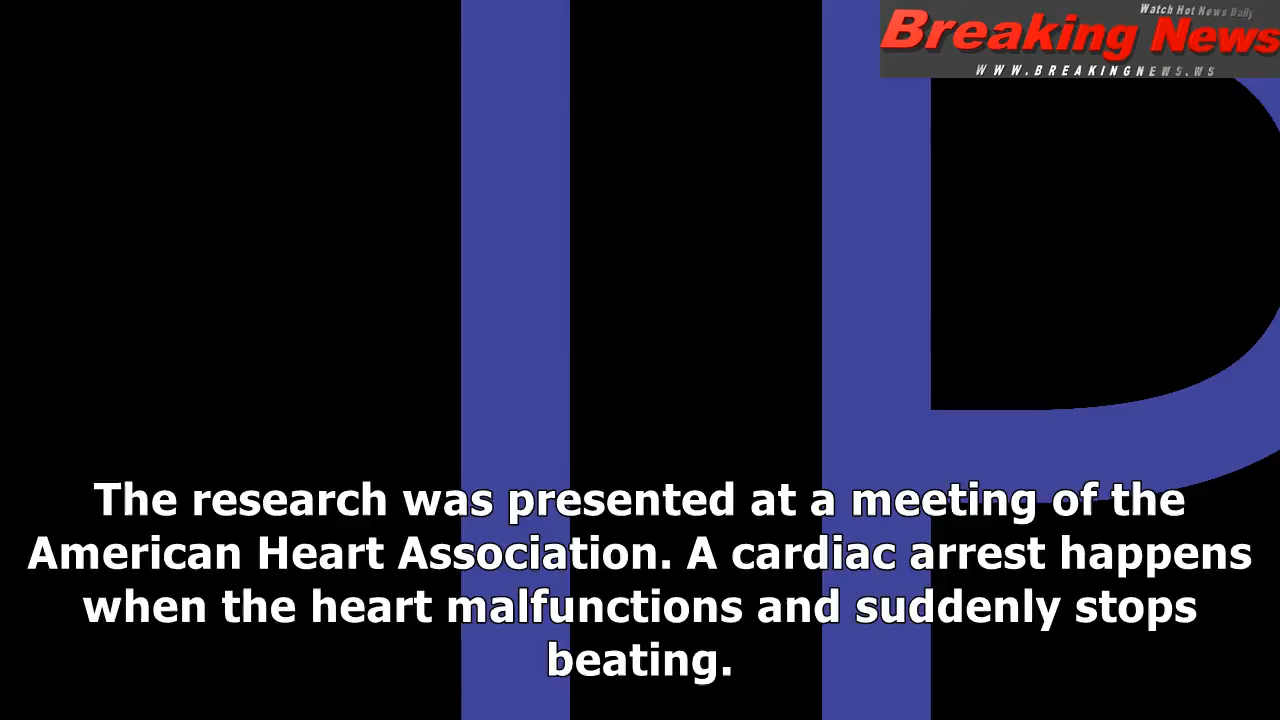 Watch Hot News Daily
Breaking News
WWW.BREAKINGNEWS.WS
The research was presented at a meeting of the
American Heart Association. A cardiac arrest happens
when the heart malfunctions and suddenly stops
beating.